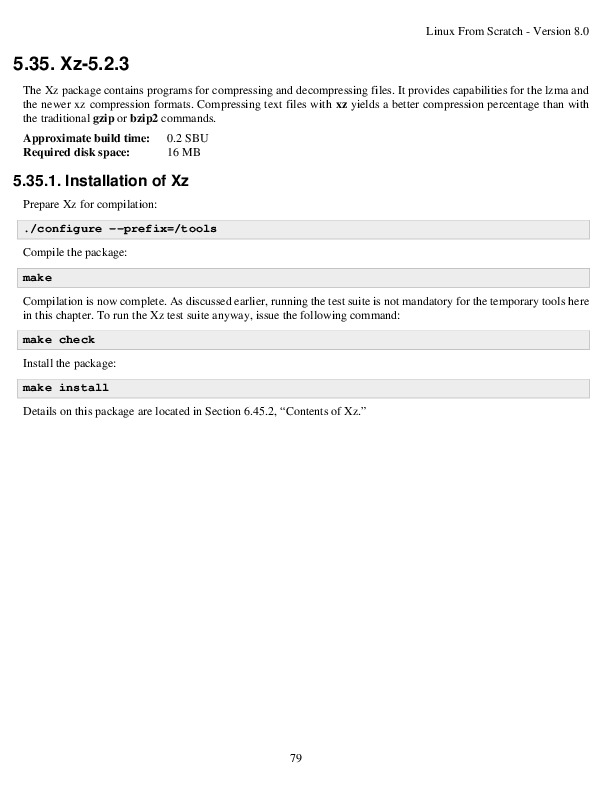 Linux From Scratch - Version 8.0
5.35. Xz-5.2.3
The Xz package contains programs for compressing and decompressing files. It provides capabilities for the lzma and
the newer xz compression formats. Compressing text files with xz yields a better compression percentage than with
the traditional gzip or bzip2 commands.
Approximate build time: 0.2 SBU
Required disk space: 16 MB
5.35.1. Installation of Xz
Prepare Xz for compilation:
./configure --prefix=/tools
Compile the package:
make
Compilation is now complete. As discussed earlier, running the test suite is not mandatory for the temporary tools here
in this chapter. To run the Xz test suite anyway, issue the following command:
make check
Install the package:
make install
Details on this package are located in Section 6.45.2, “Contents of Xz.”
79